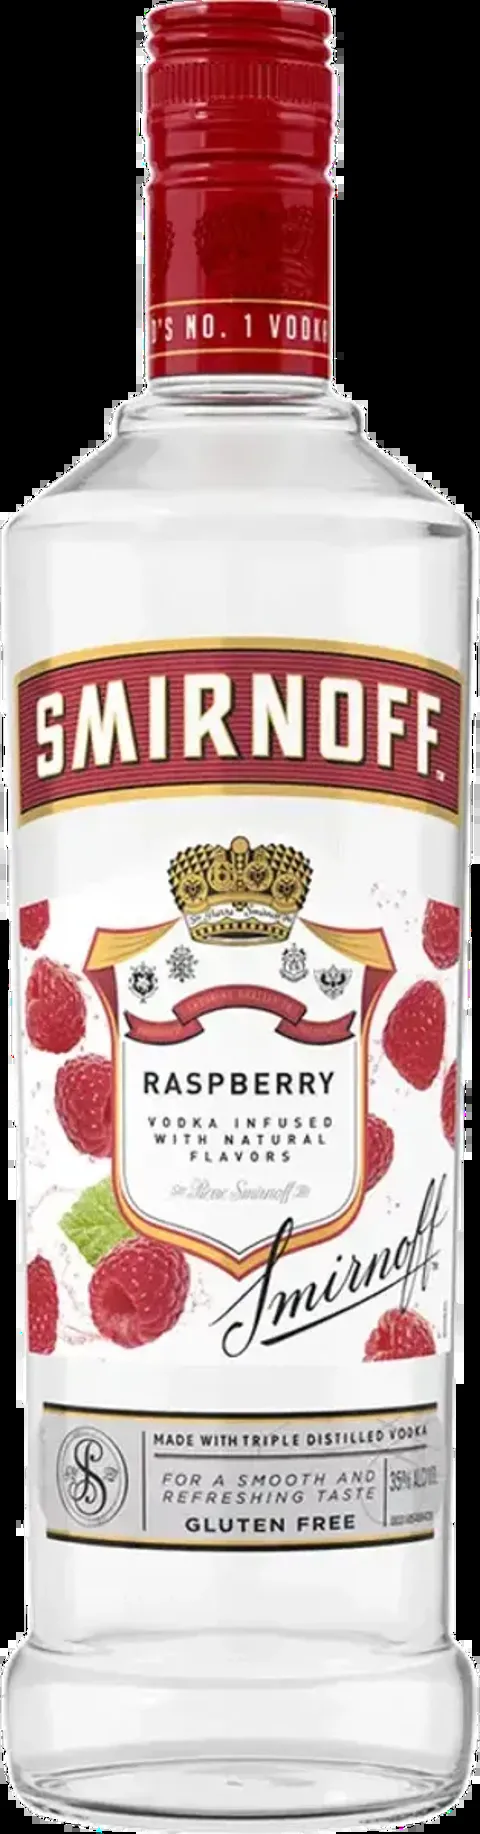 D'S NO. 1 VODKA
SMIRNOFF
RASPBERRY
VODKA INFUSED
WITH NATURAL
FLAVORS
Smirnoff
Smirnoff
MADE WITH TRIPLE DISTILLED VODKA
FOR A SMOOTH AND
REFRESHING TASTE
35% ALC/VOL
GLUTEN FREE